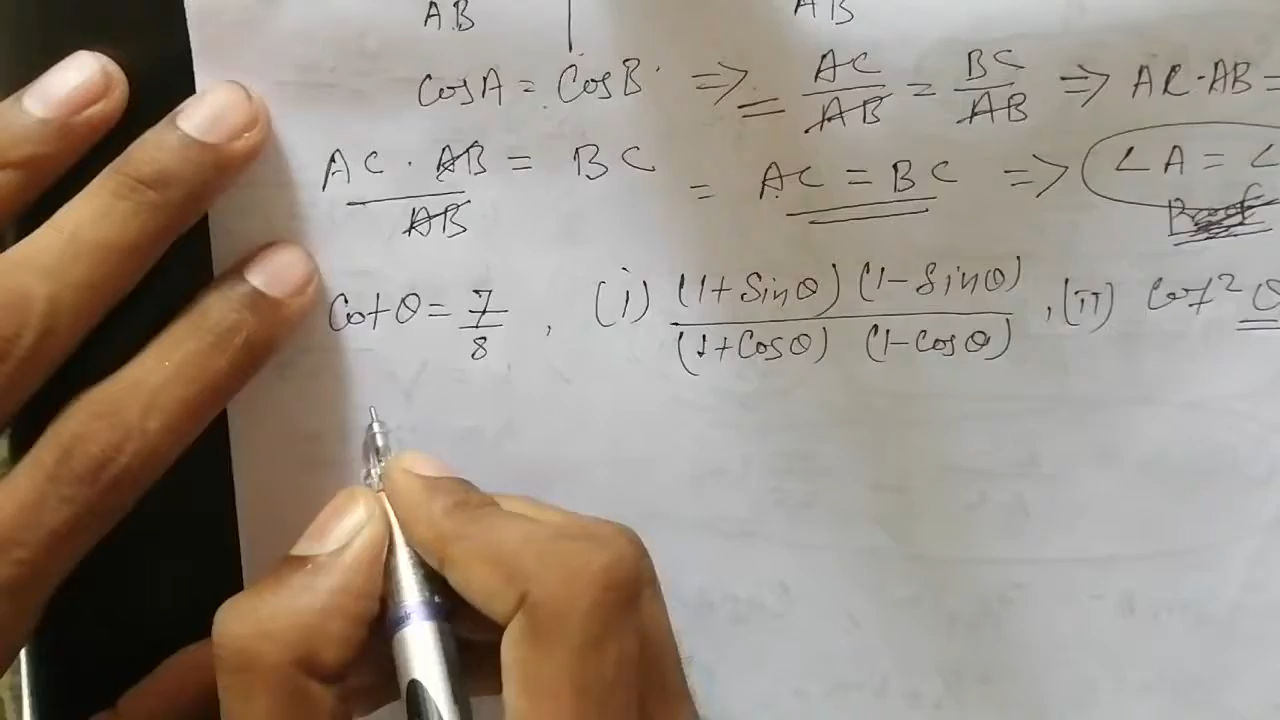 AB AB
CosA = CosB ⇒ = AC/AB = BC/AB ⇒ AC·AB =
AC · AB / AB = BC = AC = BC ⇒ ∠A = ∠
Proof
Cot θ = 7/8 , (i) (1+Sinθ) (1-Sinθ) / (1+Cosθ) (1-Cosθ) , (ii) Cot² θ